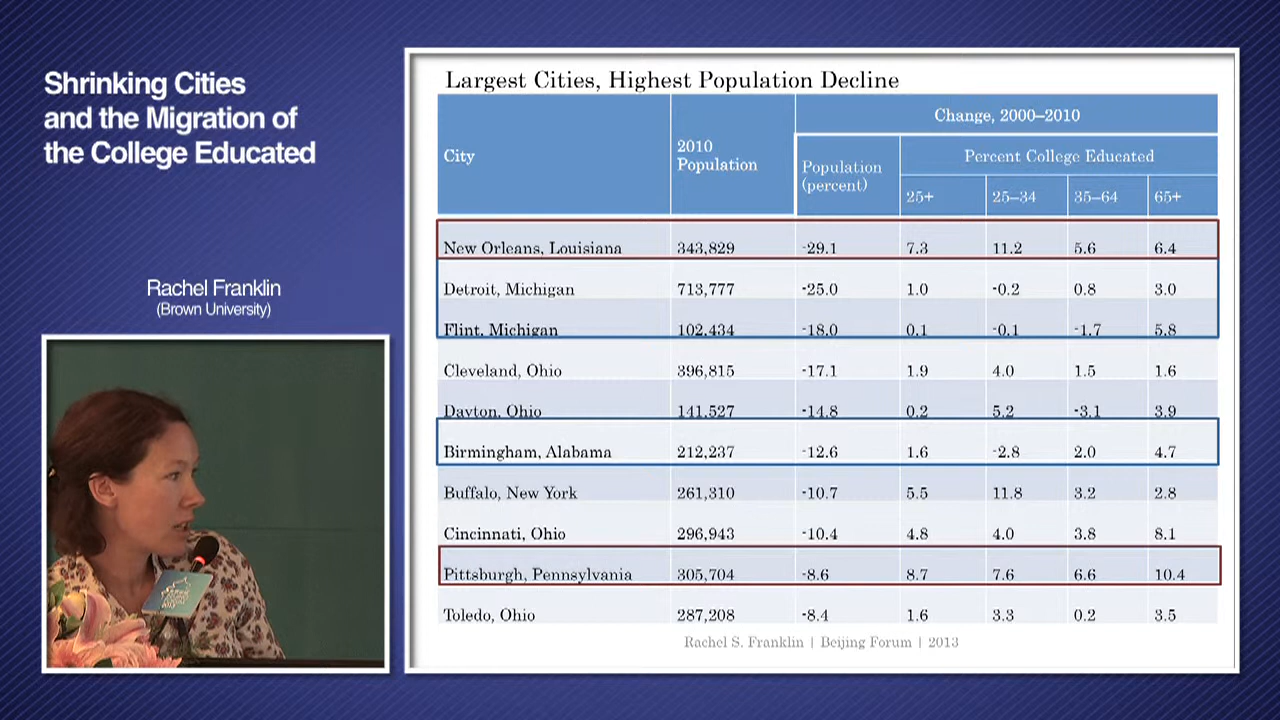 Shrinking Cities
and the Migration of
the College Educated
Rachel Franklin
(Brown University)
Largest Cities, Highest Population Decline
City
2010
Population
Change, 2000–2010
Population
(percent)
Percent College Educated
25+ 25–34 35–64 65+
New Orleans, Louisiana 343,829 -29.1 7.3 11.2 5.6 6.4
Detroit, Michigan 713,777 -25.0 1.0 -0.2 0.8 3.0
Flint, Michigan 102,434 -18.0 0.1 -0.1 -1.7 5.8
Cleveland, Ohio 396,815 -17.1 1.9 4.0 1.5 1.6
Dayton, Ohio 141,527 -14.8 0.2 5.2 -3.1 3.9
Birmingham, Alabama 212,237 -12.6 1.6 -2.8 2.0 4.7
Buffalo, New York 261,310 -10.7 5.5 11.8 3.2 2.8
Cincinnati, Ohio 296,943 -10.4 4.8 4.0 3.8 8.1
Pittsburgh, Pennsylvania 305,704 -8.6 8.7 7.6 6.6 10.4
Toledo, Ohio 287,208 -8.4 1.6 3.3 0.2 3.5
Rachel S. Franklin | Beijing Forum | 2013